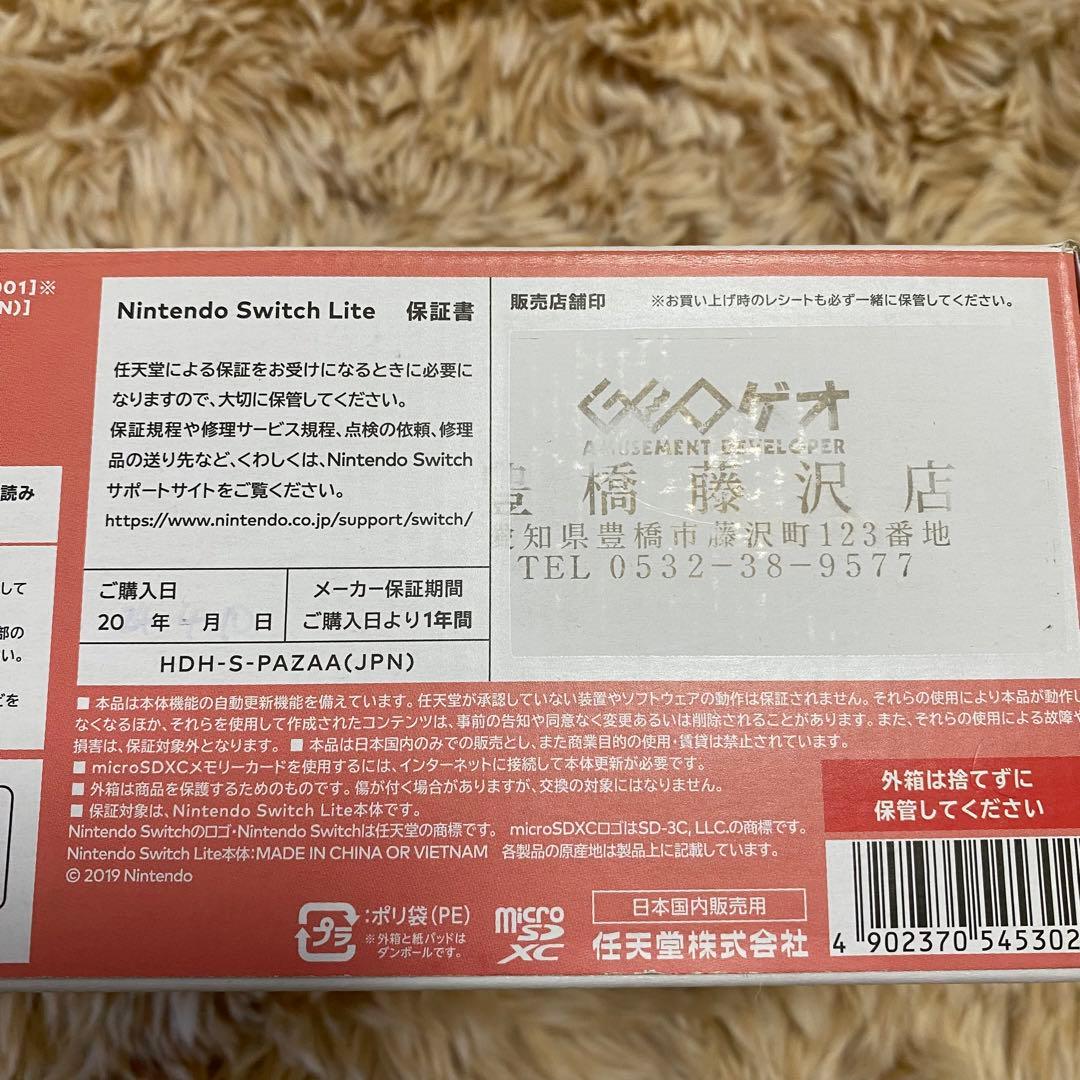 001]※
N)]
Nintendo Switch Lite 保証書
任天堂による保証をお受けになるときに必要に
なりますので、大切に保管してください。
保証規程や修理サービス規程、点検の依頼、修理
品の送り先など、くわしくは、Nintendo Switch
サポートサイトをご覧ください。
https://www.nintendo.co.jp/support/switch/
ご購入日
20 年 月 日
メーカー保証期間
ご購入日より1年間
HDH-S-PAZAA(JPN)
販売店舗印 ※お買い上げ時のレシートも必ず一緒に保管してください。
GEOゲオ
AMUSEMENT DEVELOPER
豊橋藤沢店
知県豊橋市藤沢町123番地
TEL 0532-38-9577
読み
して
部の
い。
どを
■ 本品は本体機能の自動更新機能を備えています。任天堂が承認していない装置やソフトウェアの動作は保証されません。それらの使用により本品が動作し
なくなるほか、それらを使用して作成されたコンテンツは、事前の告知や同意なく変更あるいは削除されることがあります。また、それらの使用による故障や
損害は、保証対象外となります。 ■ 本品は日本国内のみでの販売とし、また商業目的の使用・賃貸は禁止されています。
■ microSDXCメモリーカードを使用するには、インターネットに接続して本体更新が必要です。
■ 外箱は商品を保護するためのものです。傷が付く場合がありますが、交換の対象にはなりません。
■ 保証対象は、Nintendo Switch Lite本体です。
Nintendo Switchのロゴ・Nintendo Switchは任天堂の商標です。 microSDXCロゴはSD-3C, LLC.の商標です。
Nintendo Switch Lite本体：MADE IN CHINA OR VIETNAM 各製品の原産地は製品上に記載しています。
© 2019 Nintendo
外箱は捨てずに
保管してください
プラ
：ポリ袋(PE)
※外箱と紙パッドは
ダンボールです。
micro SD XC
日本国内販売用
任天堂株式会社
4 902370 545302